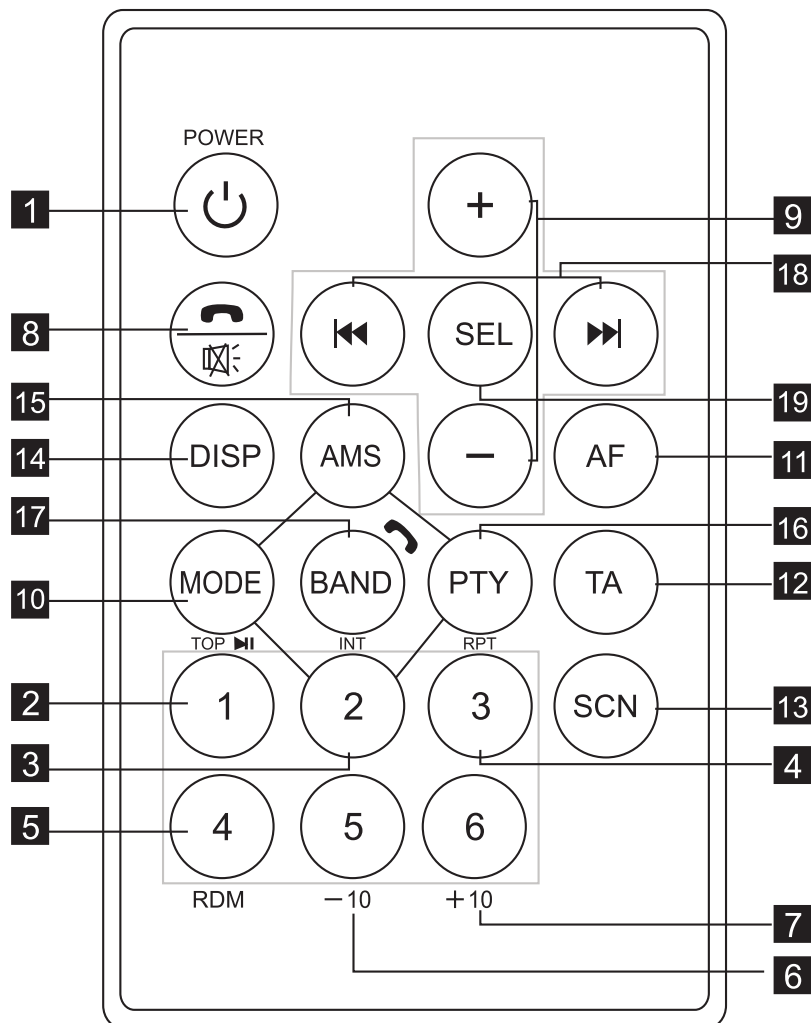 POWER
1
+
9
18
8
SEL
15
19
14
DISP
AMS
−
AF
11
17
16
10
MODE
BAND
PTY
TA
12
TOP
INT
RPT
2
1
2
3
SCN
13
3
4
5
4
5
6
RDM
−10
+10
7
6